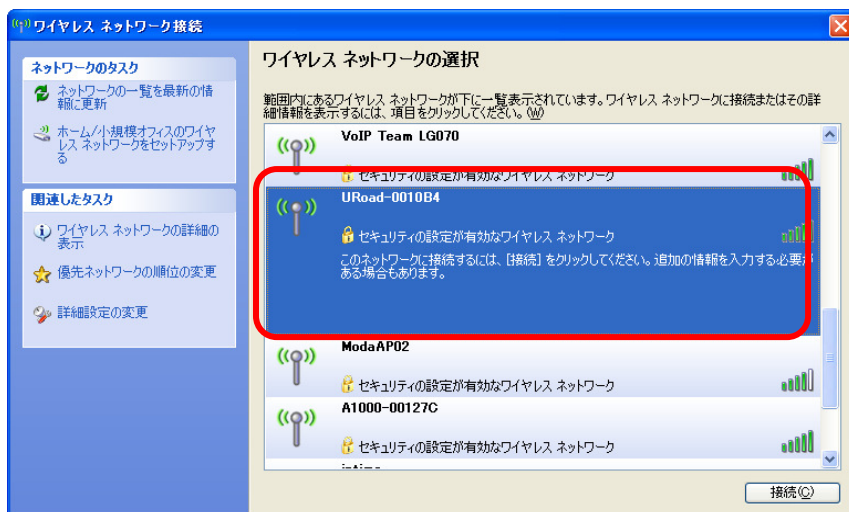 ワイヤレス ネットワーク接続
ネットワークのタスク
ネットワークの一覧を最新の情
報に更新
ホーム/小規模オフィスのワイヤ
レス ネットワークをセットアップす
る
関連したタスク
ワイヤレス ネットワークの詳細の
表示
優先ネットワークの順位の変更
詳細設定の変更
ワイヤレス ネットワークの選択
範囲内にあるワイヤレス ネットワークが下に一覧表示されています。ワイヤレス ネットワークに接続またはその詳
細情報を表示するには、項目をクリックしてください。(W)
VoIP Team LG070
セキュリティの設定が有効なワイヤレス ネットワーク
URoad-0010B4
セキュリティの設定が有効なワイヤレス ネットワーク
このネットワークに接続するには、[接続] をクリックしてください。追加の情報を入力する必要が
ある場合もあります。
ModaAP02
セキュリティの設定が有効なワイヤレス ネットワーク
A1000-00127C
セキュリティの設定が有効なワイヤレス ネットワーク
接続(C)